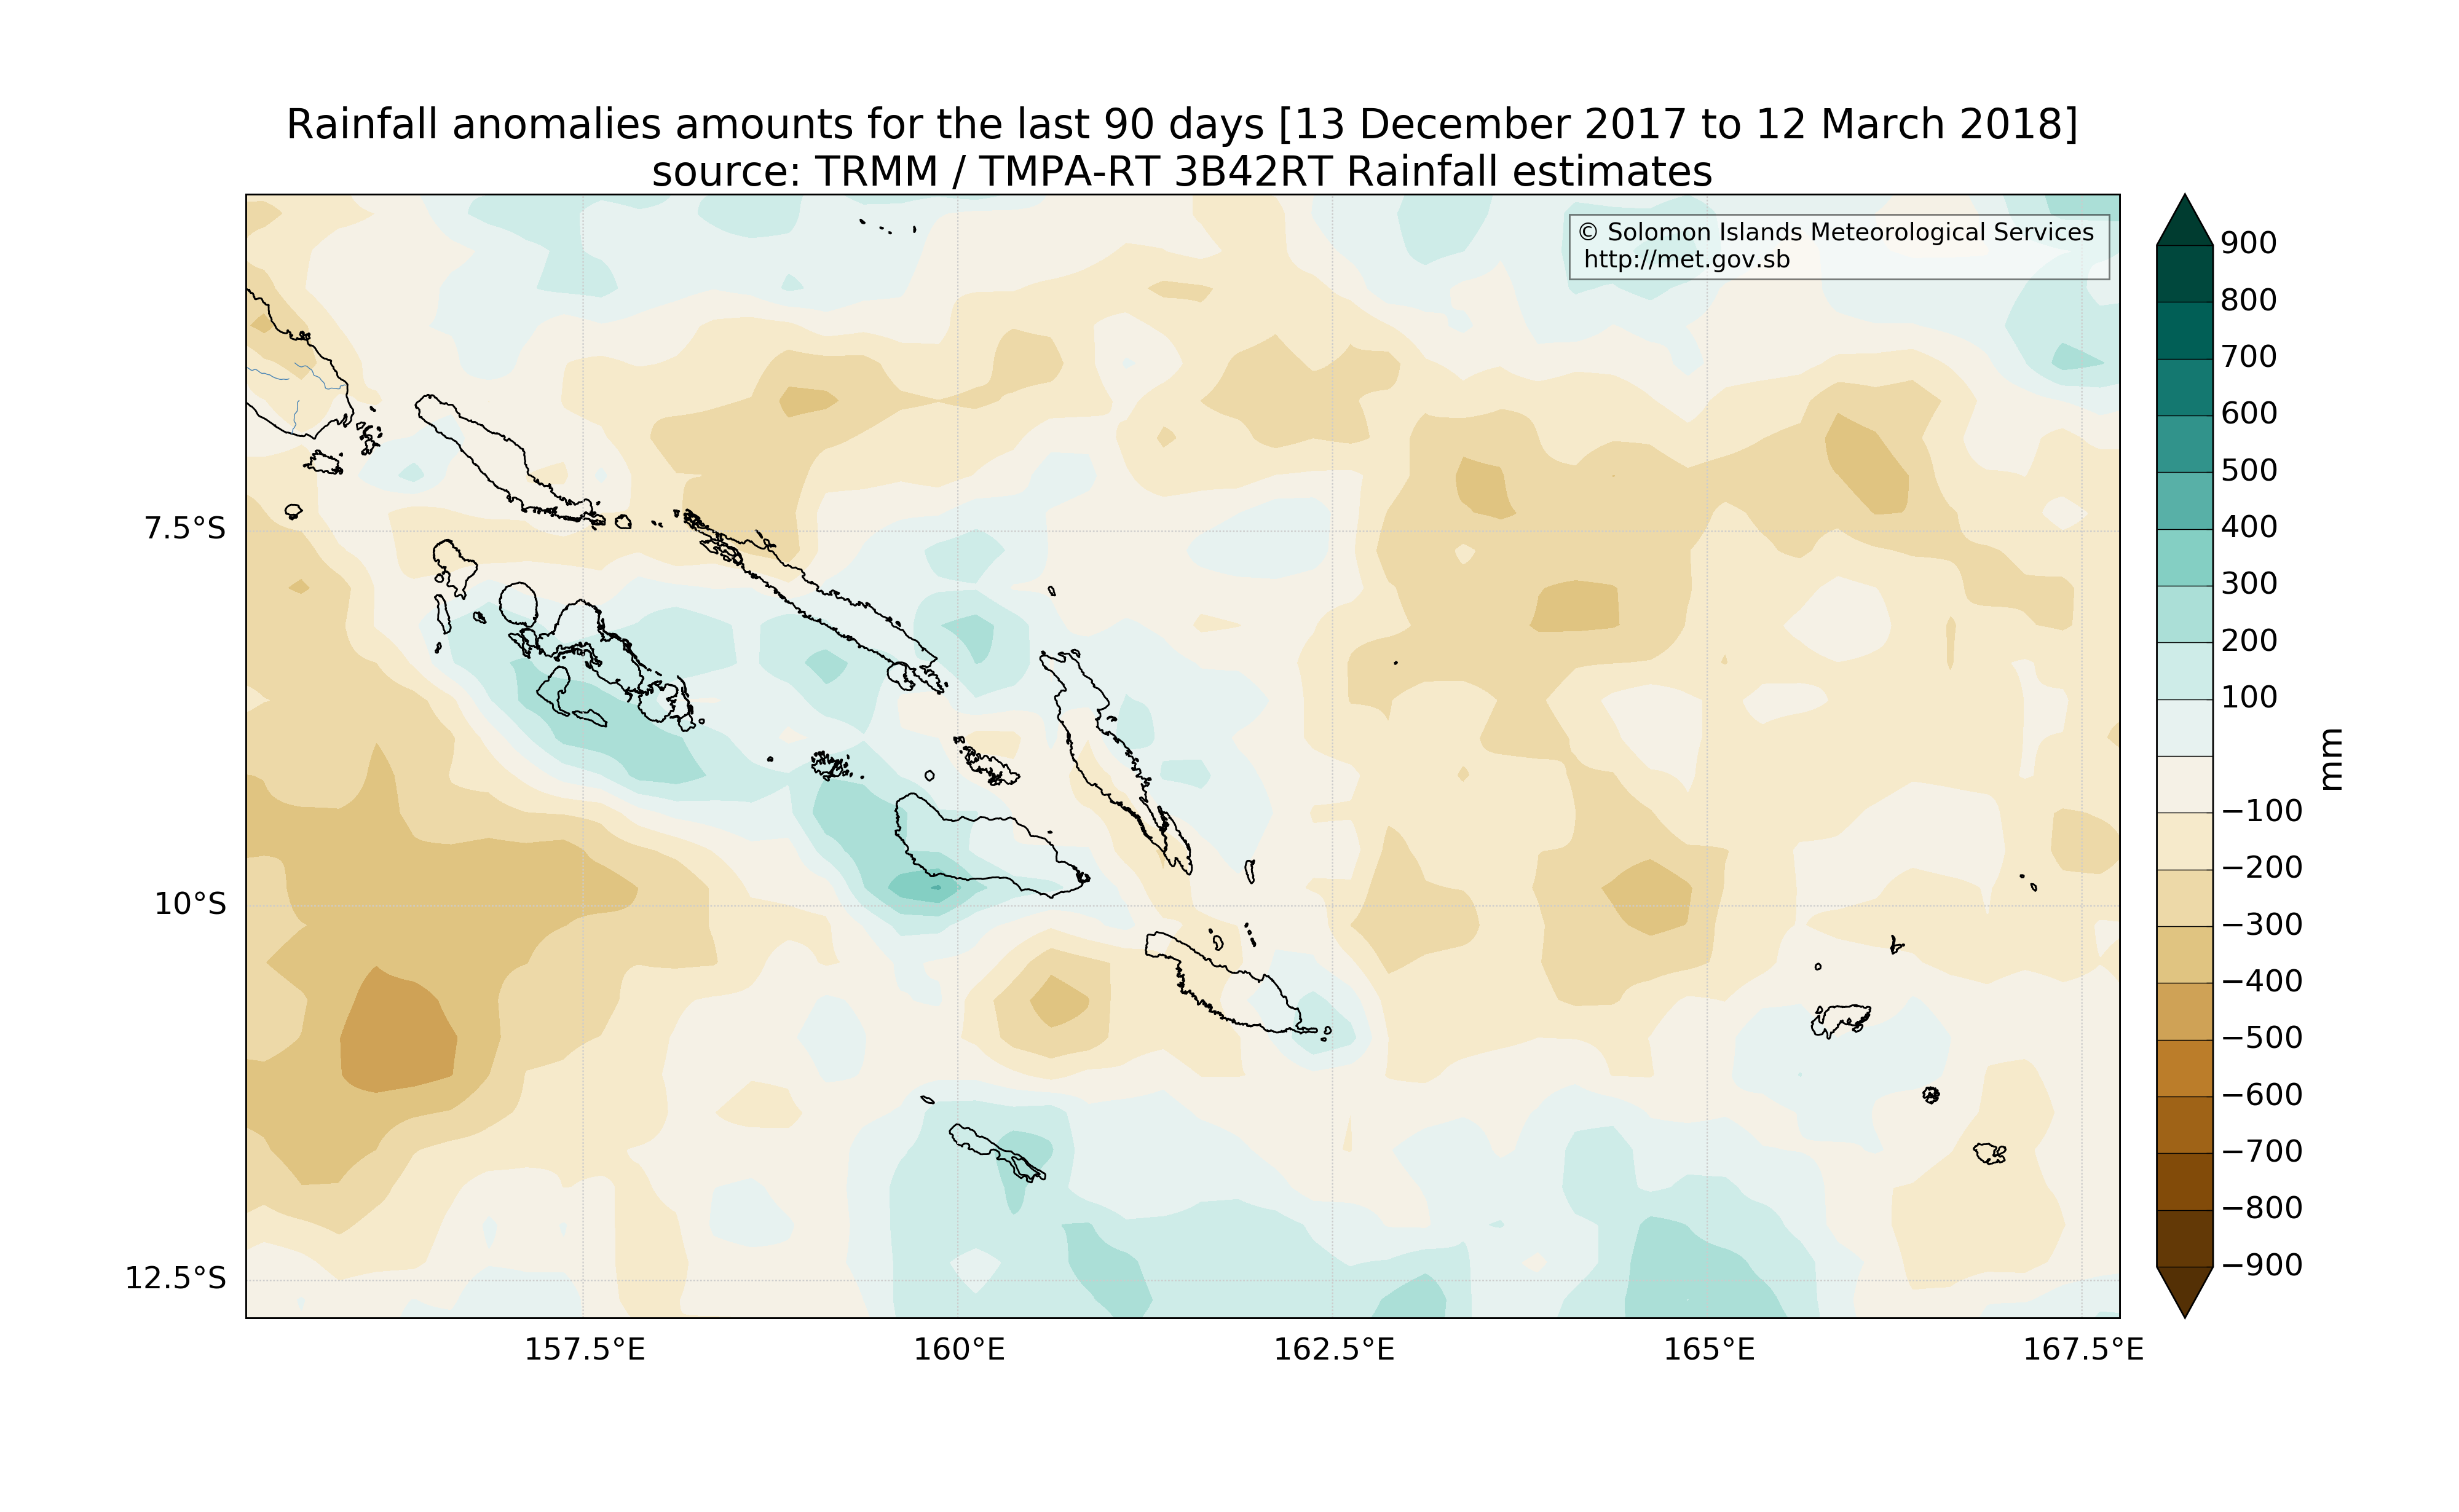 Rainfall anomalies amounts for the last 90 days [13 December 2017 to 12 March 2018]
source: TRMM / TMPA-RT 3B42RT Rainfall estimates
© Solomon Islands Meteorological Services
http://met.gov.sb
7.5°S
10°S
12.5°S
157.5°E
160°E
162.5°E
165°E
167.5°E
900
800
700
600
500
400
300
200
100
−100
−200
−300
−400
−500
−600
−700
−800
−900
mm